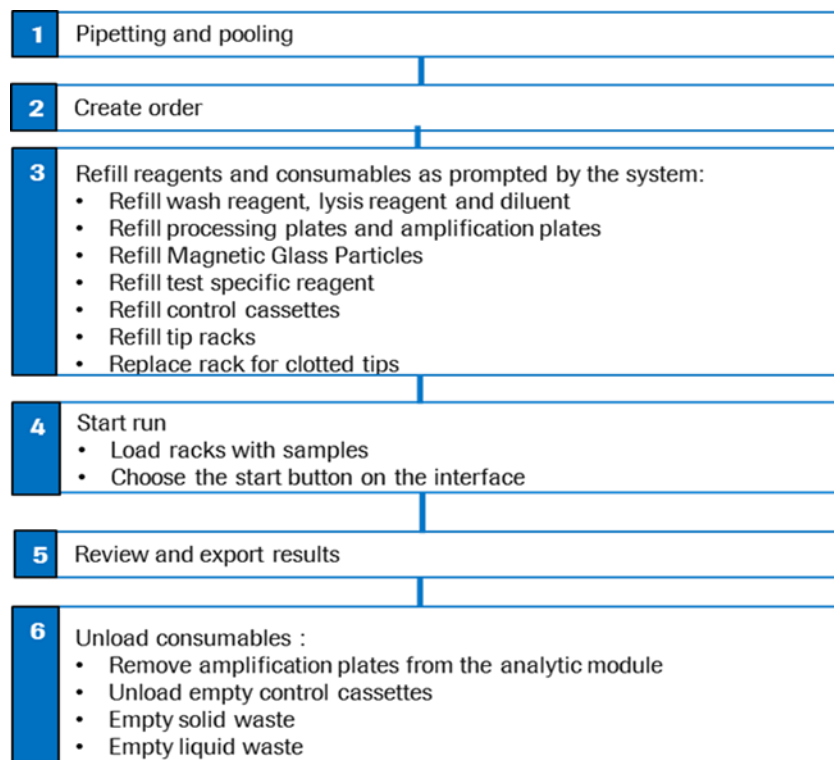 1 Pipetting and pooling
2 Create order
3 Refill reagents and consumables as prompted by the system:
• Refill wash reagent, lysis reagent and diluent
• Refill processing plates and amplification plates
• Refill Magnetic Glass Particles
• Refill test specific reagent
• Refill control cassettes
• Refill tip racks
• Replace rack for clotted tips
4 Start run
• Load racks with samples
• Choose the start button on the interface
5 Review and export results
6 Unload consumables :
• Remove amplification plates from the analytic module
• Unload empty control cassettes
• Empty solid waste
• Empty liquid waste